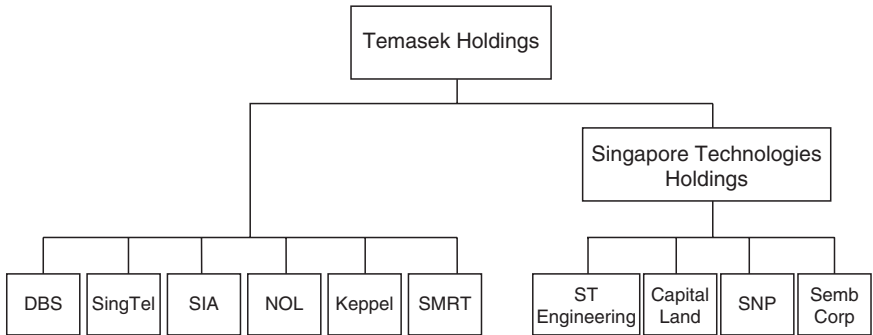 Temasek Holdings
Singapore Technologies
Holdings
DBS
SingTel
SIA
NOL
Keppel
SMRT
ST
Engineering
Capital
Land
SNP
Semb
Corp